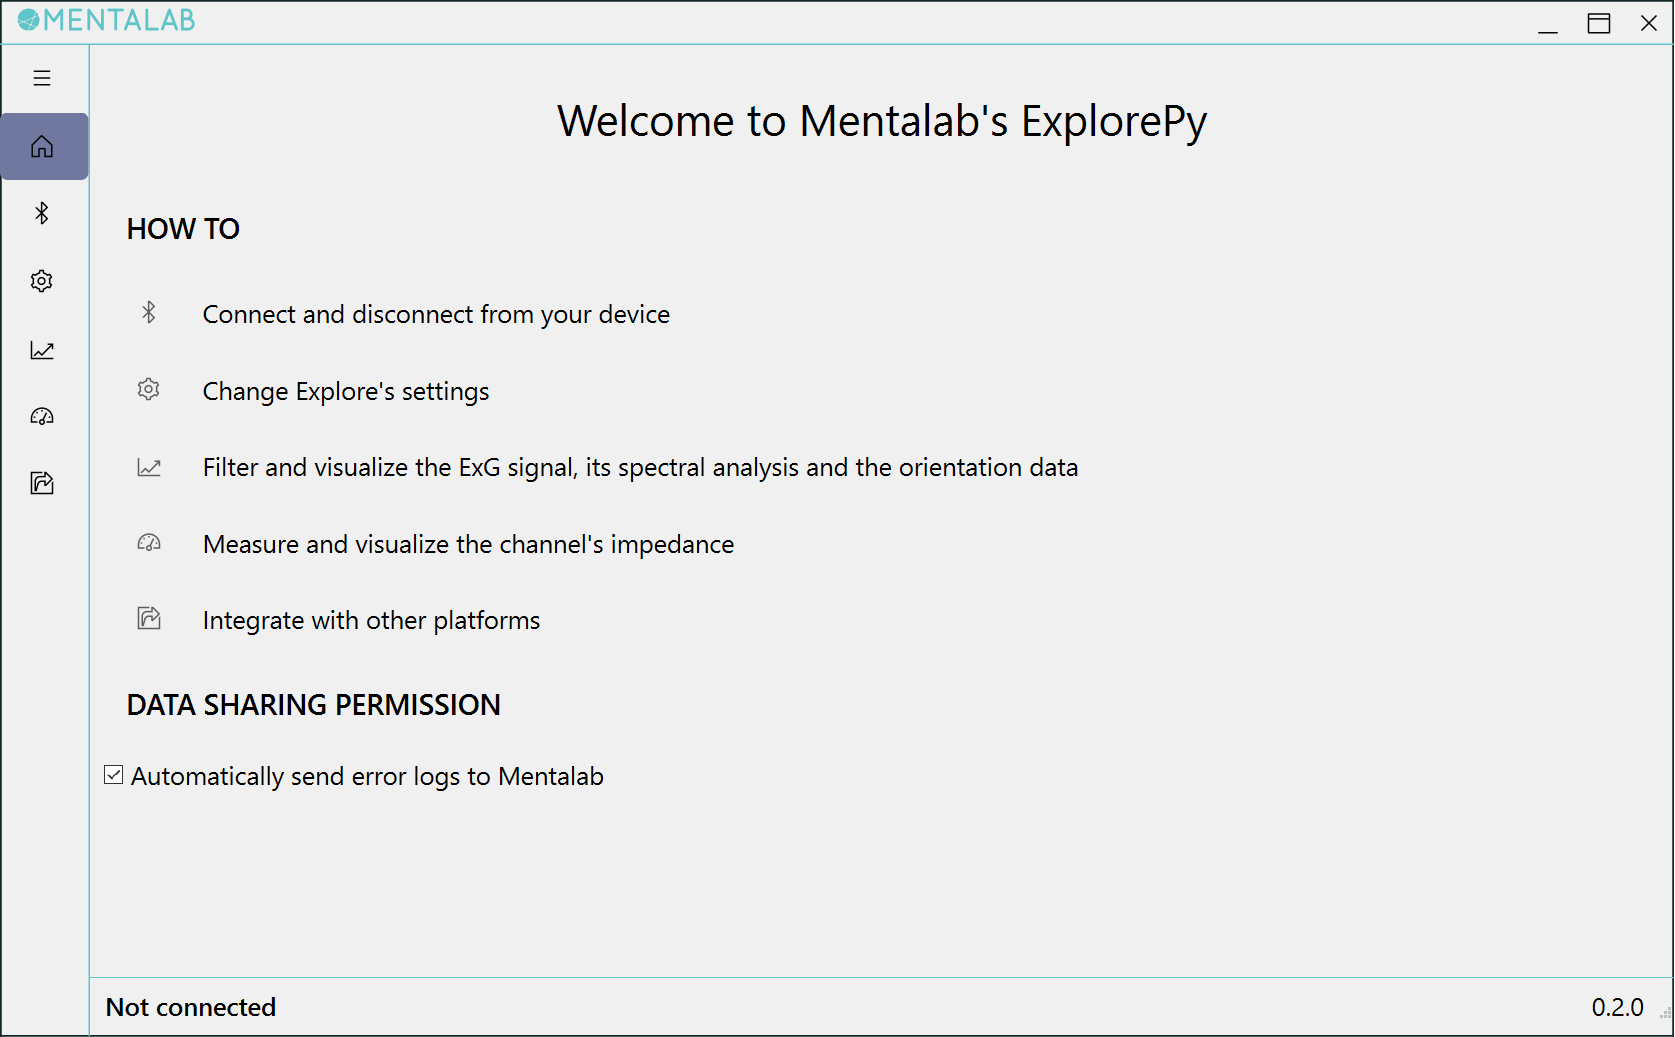 MENTALAB
Welcome to Mentalab's ExplorePy
HOW TO
Connect and disconnect from your device
Change Explore's settings
Filter and visualize the ExG signal, its spectral analysis and the orientation data
Measure and visualize the channel's impedance
Integrate with other platforms
DATA SHARING PERMISSION
Automatically send error logs to Mentalab
Not connected
0.2.0